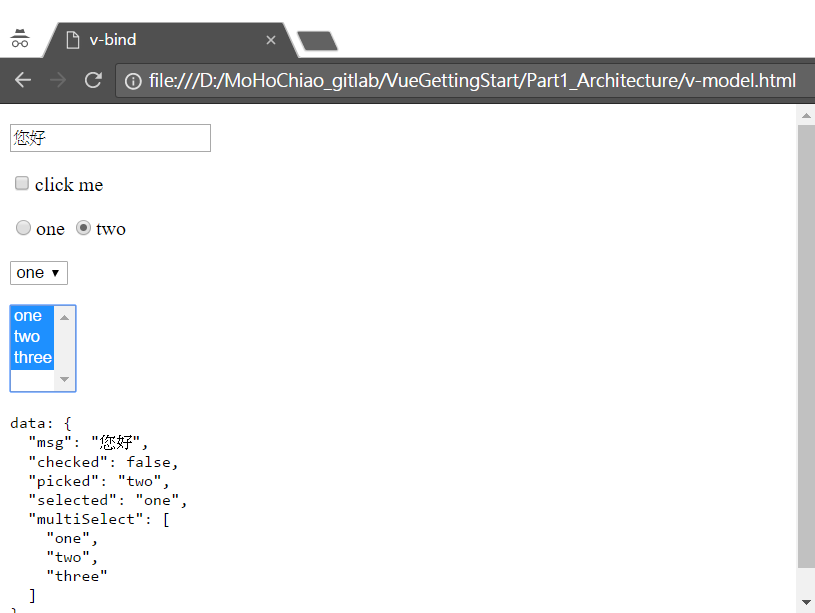 v-bind
file:///D:/MoHoChiao_gitlab/VueGettingStart/Part1_Architecture/v-model.html
您好
click me
one two
one
one
two
three
data: {
"msg": "您好",
"checked": false,
"picked": "two",
"selected": "one",
"multiSelect": [
"one",
"two",
"three"
]
}